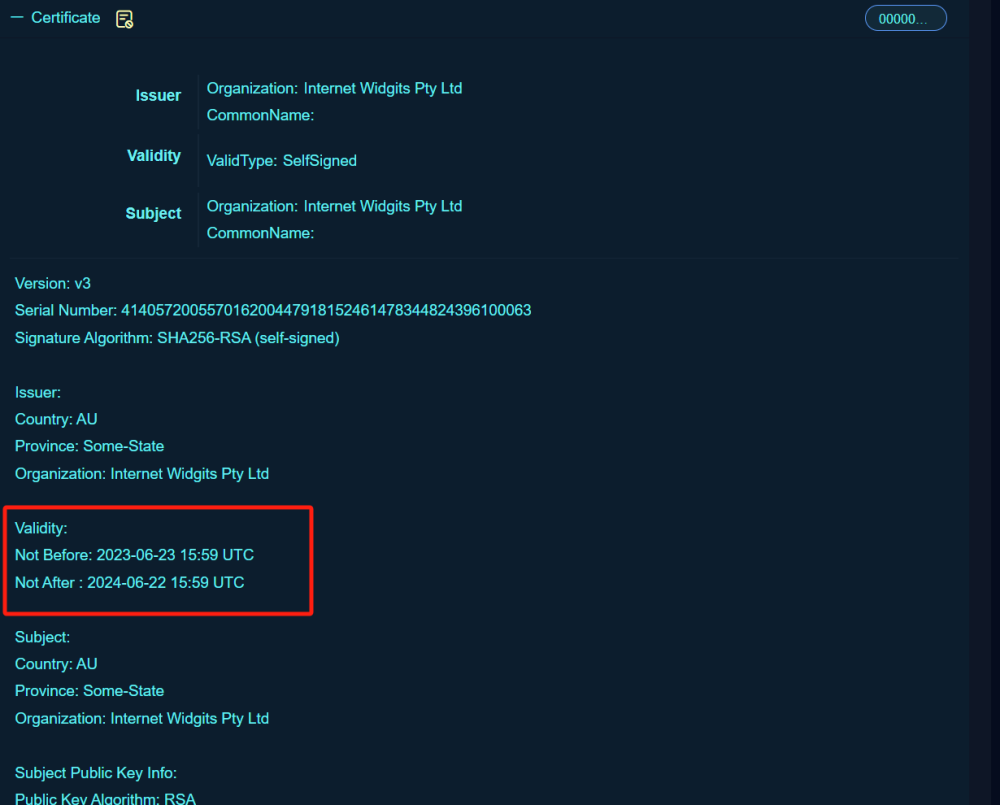 — Certificate
00000...
Issuer
Organization: Internet Widgits Pty Ltd
CommonName:
Validity
ValidType: SelfSigned
Subject
Organization: Internet Widgits Pty Ltd
CommonName:
Version: v3
Serial Number: 414057200557016200447918152461478344824396100063
Signature Algorithm: SHA256-RSA (self-signed)
Issuer:
Country: AU
Province: Some-State
Organization: Internet Widgits Pty Ltd
Validity:
Not Before: 2023-06-23 15:59 UTC
Not After : 2024-06-22 15:59 UTC
Subject:
Country: AU
Province: Some-State
Organization: Internet Widgits Pty Ltd
Subject Public Key Info:
Public Key Algorithm: RSA